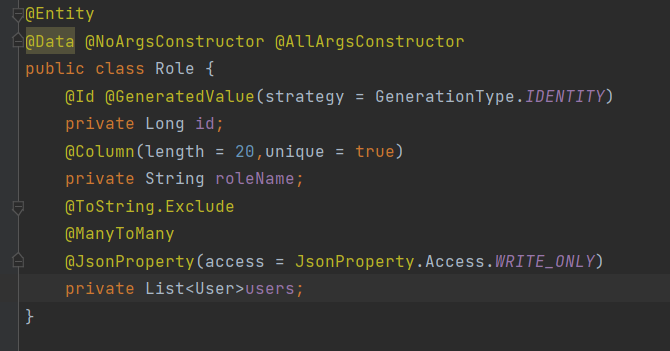 @Entity
@Data @NoArgsConstructor @AllArgsConstructor
public class Role {
    @Id @GeneratedValue(strategy = GenerationType.IDENTITY)
    private Long id;
    @Column(length = 20,unique = true)
    private String roleName;
    @ToString.Exclude
    @ManyToMany
    @JsonProperty(access = JsonProperty.Access.WRITE_ONLY)
    private List<User>users;
}